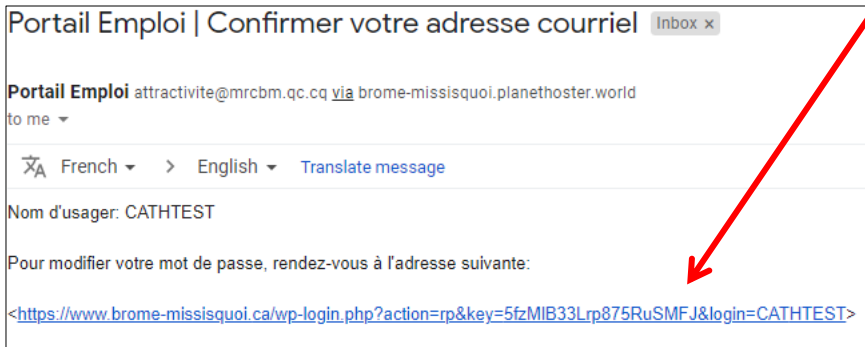 Portail Emploi | Confirmer votre adresse courriel Inbox x
Portail Emploi attractivite@mrcbm.qc.cq via brome-missisquoi.planethoster.world
to me
French > English Translate message
Nom d'usager: CATHTEST
Pour modifier votre mot de passe, rendez-vous à l'adresse suivante:
<https://www.brome-missisquoi.ca/wp-login.php?action=rp&key=5fzMIB33Lrp875RuSMFJ&login=CATHTEST>